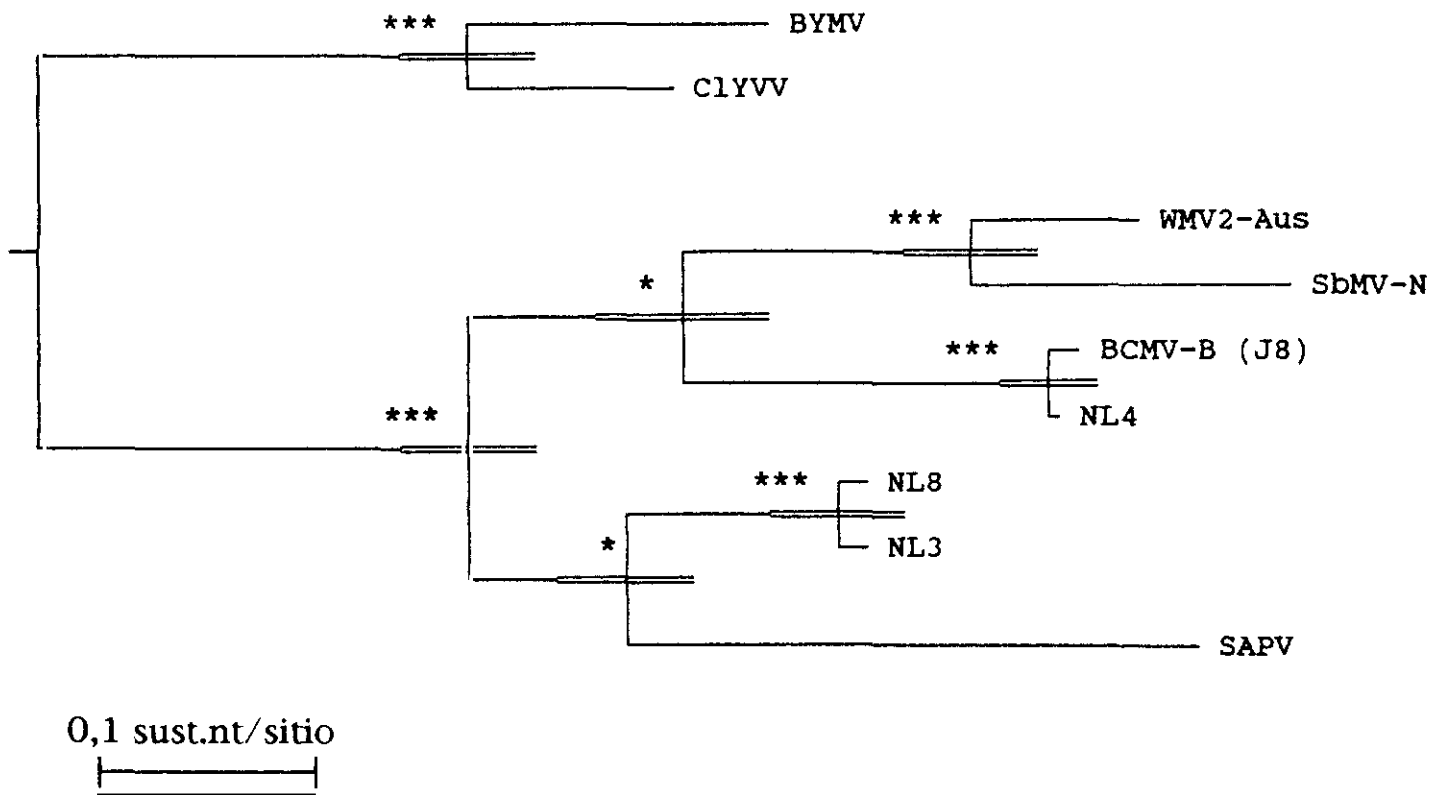 ***
BYMV
ClYVV
***
WMV2-Aus
*
SbMV-N
***
BCMV-B (J8)
***
NL4
***
NL8
*
NL3
SAPV
0,1 sust.nt/sitio